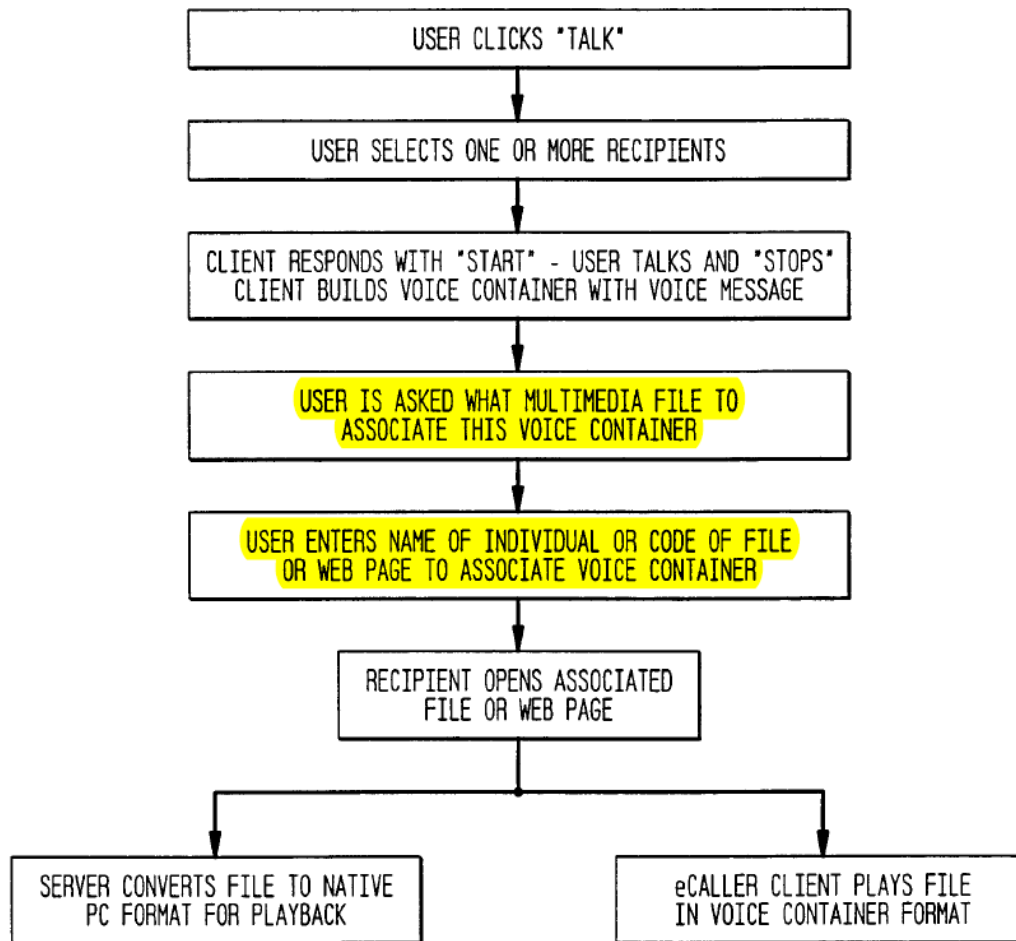 USER CLICKS "TALK"
USER SELECTS ONE OR MORE RECIPIENTS
CLIENT RESPONDS WITH "START" - USER TALKS AND "STOPS"
CLIENT BUILDS VOICE CONTAINER WITH VOICE MESSAGE
USER IS ASKED WHAT MULTIMEDIA FILE TO
ASSOCIATE THIS VOICE CONTAINER
USER ENTERS NAME OF INDIVIDUAL OR CODE OF FILE
OR WEB PAGE TO ASSOCIATE VOICE CONTAINER
RECIPIENT OPENS ASSOCIATED
FILE OR WEB PAGE
SERVER CONVERTS FILE TO NATIVE
PC FORMAT FOR PLAYBACK
eCALLER CLIENT PLAYS FILE
IN VOICE CONTAINER FORMAT